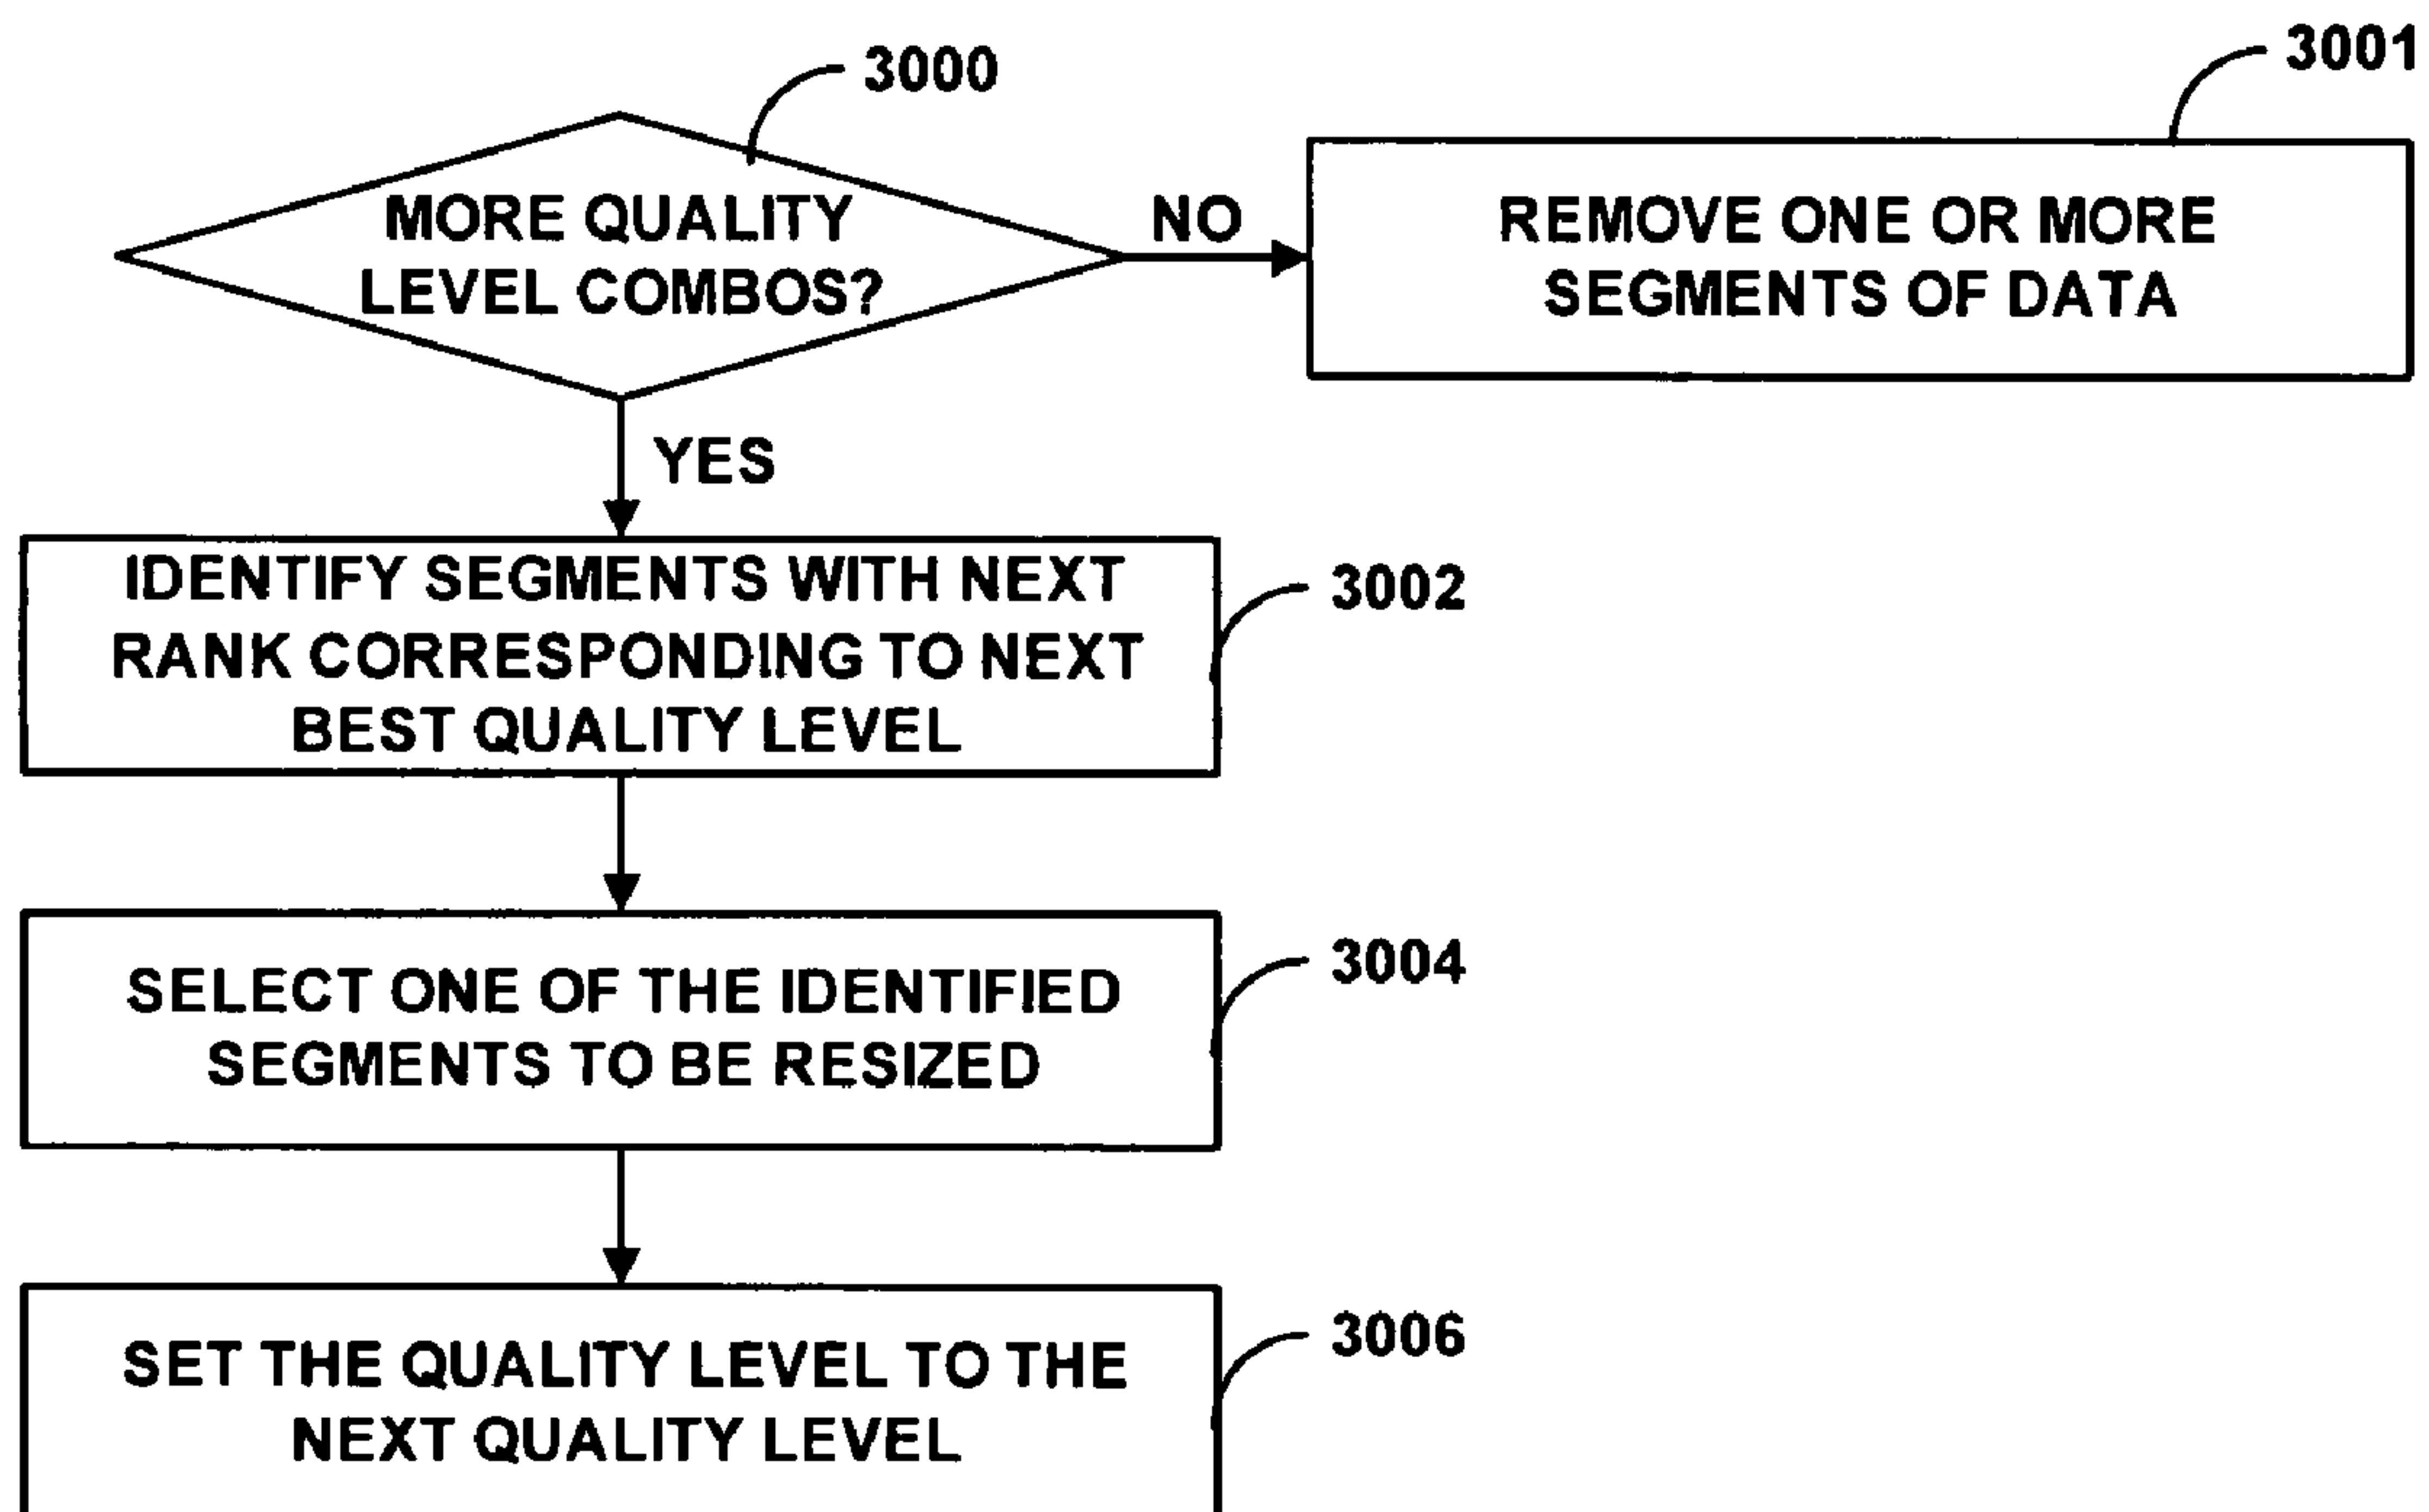 3000
3001
MORE QUALITY
LEVEL COMBOS?
NO
REMOVE ONE OR MORE
SEGMENTS OF DATA
YES
IDENTIFY SEGMENTS WITH NEXT
RANK CORRESPONDING TO NEXT
BEST QUALITY LEVEL
3002
SELECT ONE OF THE IDENTIFIED
SEGMENTS TO BE RESIZED
3004
SET THE QUALITY LEVEL TO THE
NEXT QUALITY LEVEL
3006